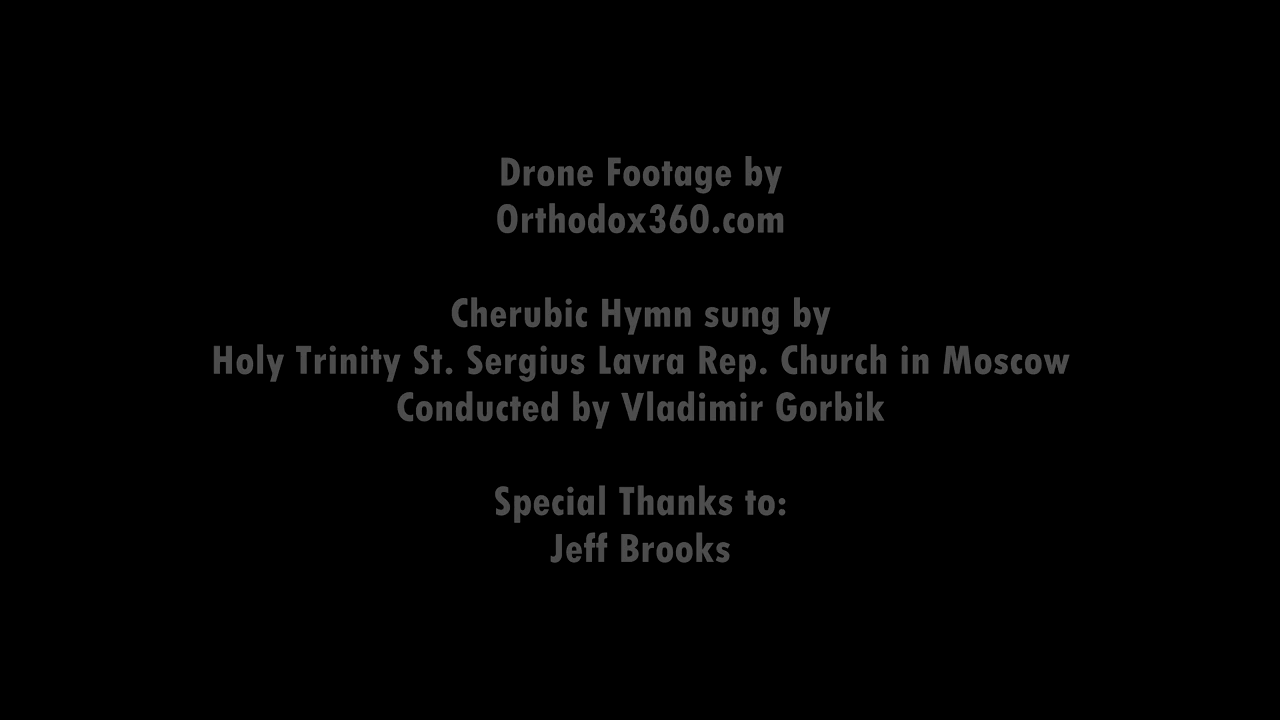 Drone Footage by
Orthodox360.com
Cherubic Hymn sung by
Holy Trinity St. Sergius Lavra Rep. Church in Moscow
Conducted by Vladimir Gorbik
Special Thanks to:
Jeff Brooks